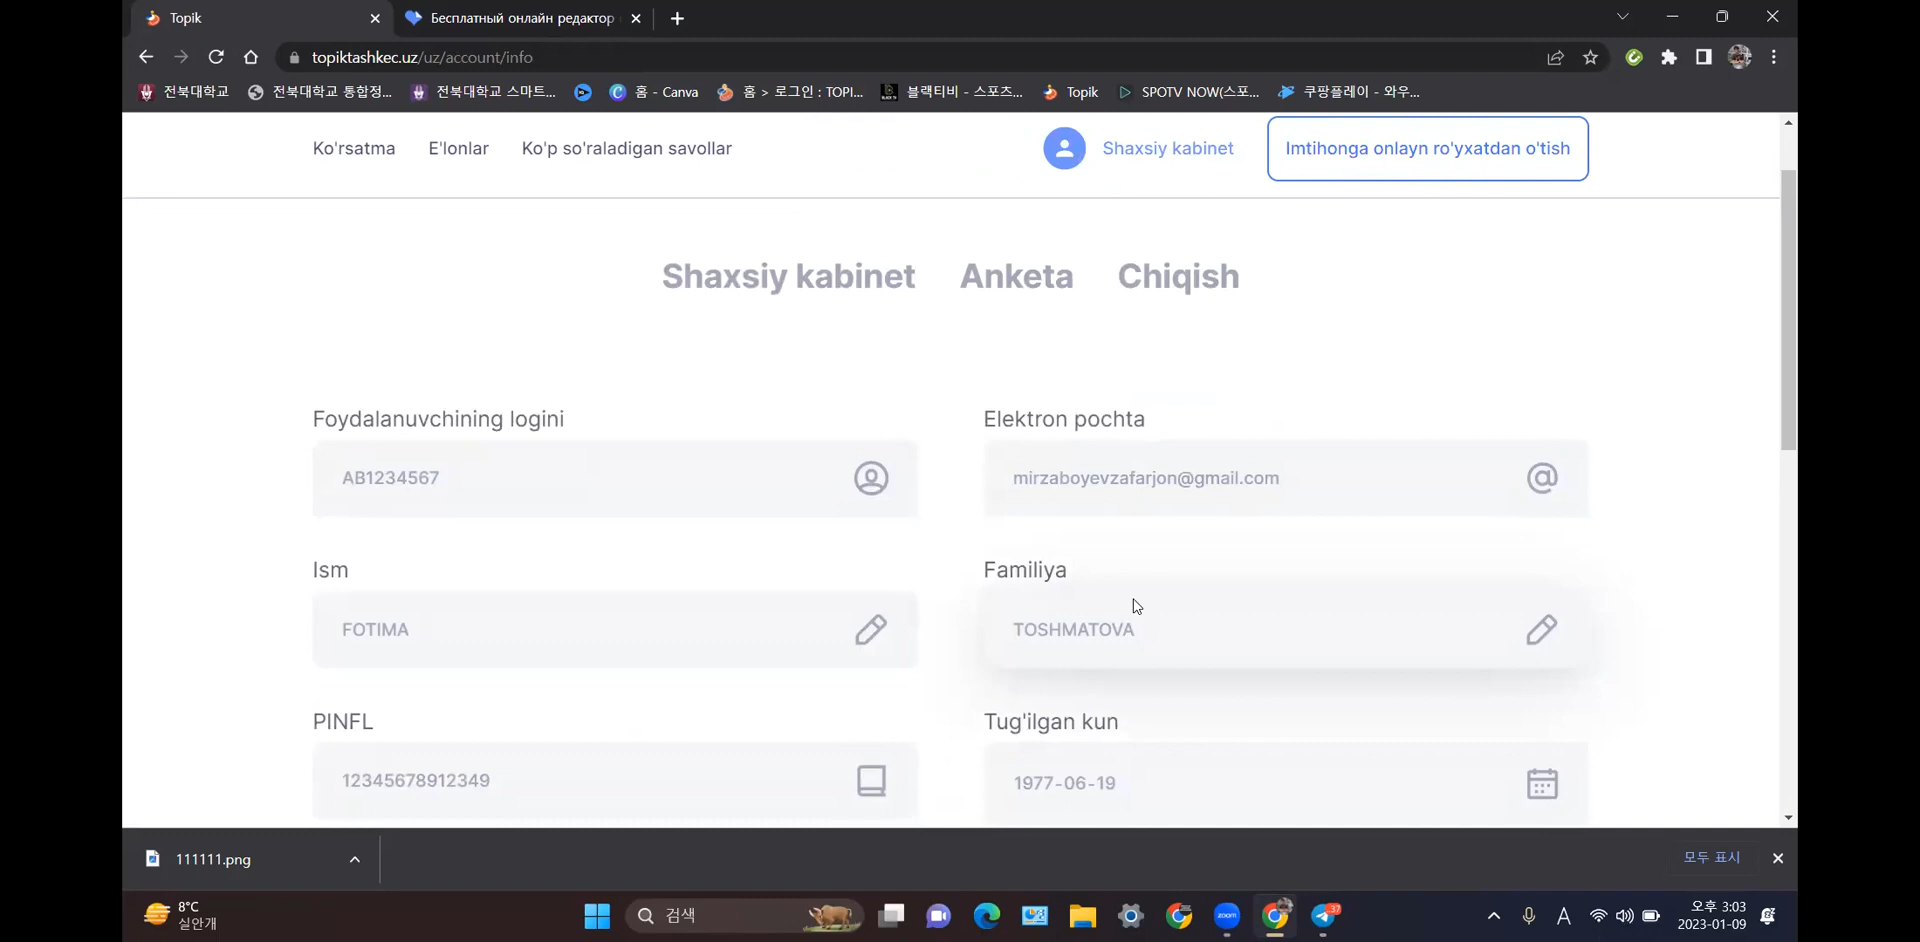 Topik
Бесплатный онлайн редактор
topiktashkec.uz/uz/account/info
전북대학교
전북대학교 통합정...
전북대학교 스마트...
홈 - Canva
홈 > 로그인 : TOPI...
블랙티비 - 스포츠...
Topik
SPOTV NOW(스포...
쿠팡플레이 - 와우...
Ko'rsatma
E'lonlar
Ko'p so'raladigan savollar
Shaxsiy kabinet
Imtihonga onlayn ro'yxatdan o'tish
Shaxsiy kabinet
Anketa
Chiqish
Foydalanuvchining logini
Elektron pochta
AB1234567
mirzaboyevzafarjon@gmail.com
Ism
Familiya
FOTIMA
TOSHMATOVA
PINFL
Tug'ilgan kun
12345678912349
1977-06-19
111111.png
모두 표시
8°C
실안개
검색
zoom
37
A
오후 3:03
2023-01-09